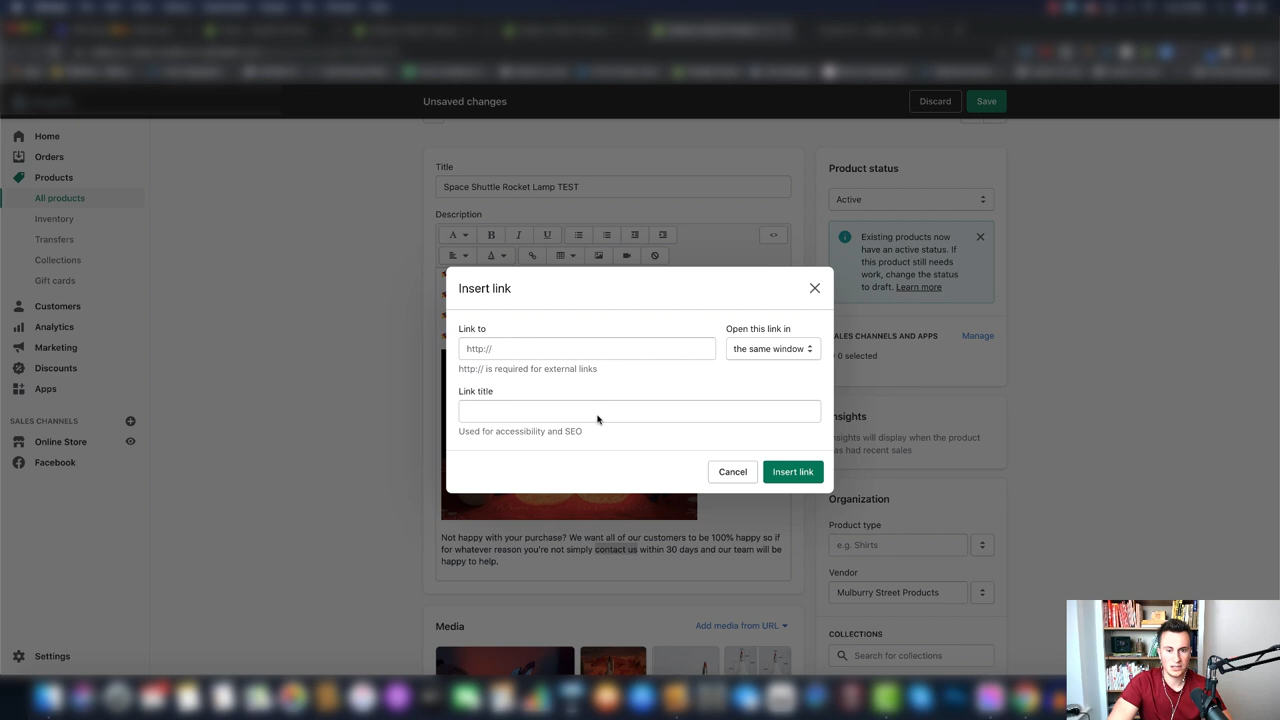 Unsaved changes
Discard
Save
Home
Orders
Products
All products
Inventory
Transfers
Collections
Gift cards
Customers
Analytics
Marketing
Discounts
Apps
SALES CHANNELS
Online Store
Facebook
Settings
Title
Space Shuttle Rocket Lamp TEST
Description
A
B
I
U
<>
A
Insert link
Link to
http://
http:// is required for external links
Open this link in
the same window
Link title
Used for accessibility and SEO
Cancel
Insert link
Not happy with your purchase? We want all of our customers to be 100% happy so if
for whatever reason you're not simply contact us within 30 days and our team will be
happy to help.
Media
Add media from URL
Product status
Active
Existing products now
have an active status. If
this product still needs
work, change the status
to draft. Learn more
SALES CHANNELS AND APPS
Manage
0 selected
Insights
Insights will display when the product
has had recent sales
Organization
Product type
e.g. Shirts
Vendor
Mulburry Street Products
COLLECTIONS
Search for collections